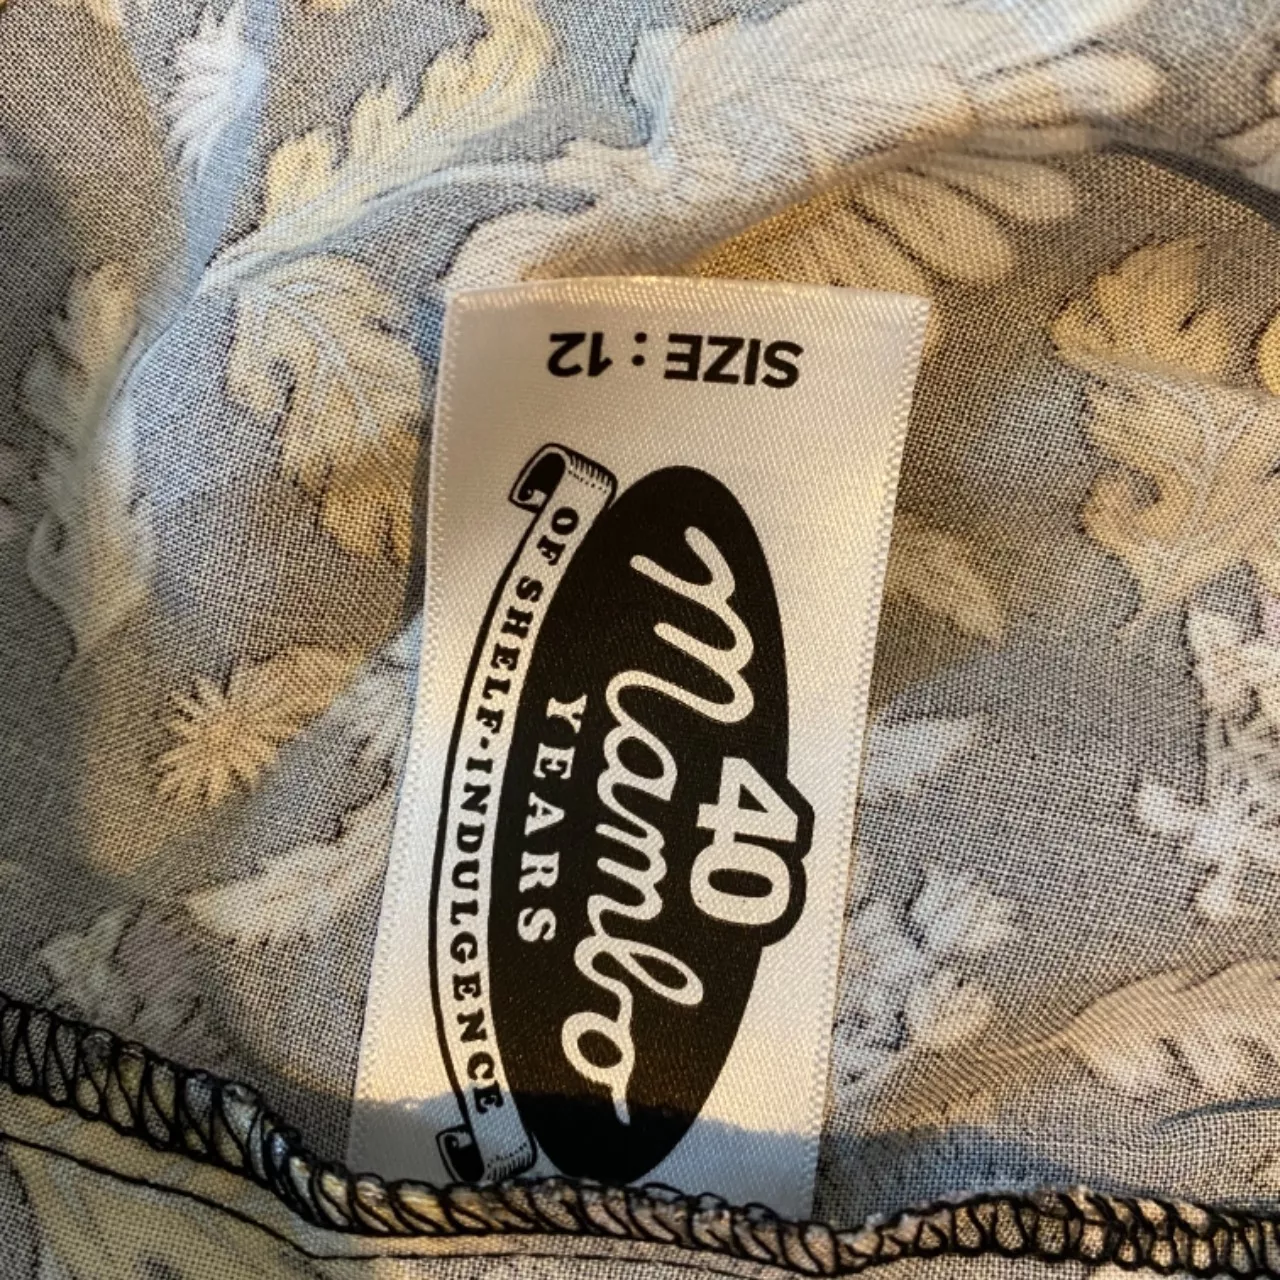 SIZE : 12
40
Mambo
YEARS
OF SHELF-INDULGENCE